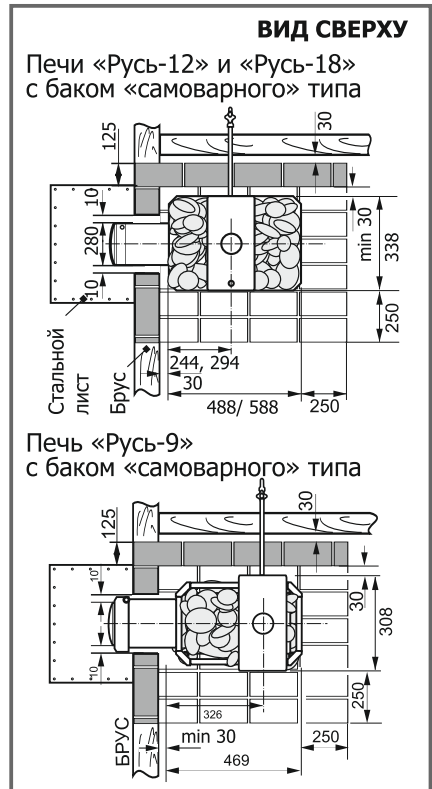 ВИД СВЕРХУ
Печи «Русь-12» и «Русь-18»
с баком «самоварного» типа
125
30
10
280
10
min 30
338
250
Стальной
лист
Брус
244, 294
30
488/ 588
250
Печь «Русь-9»
с баком «самоварного» типа
125
30
10
10
30
308
250
326
БРУС
min 30
250
469